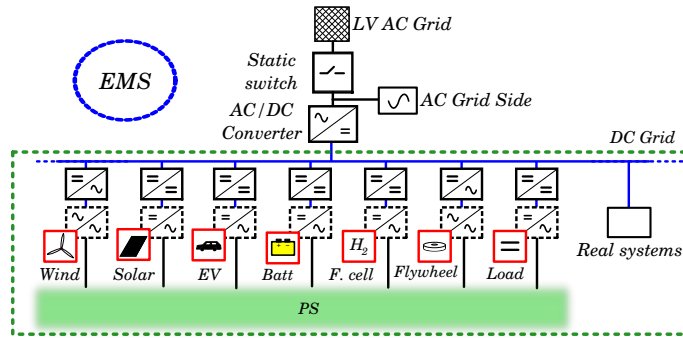 LV AC Grid
Static
switch
EMS
AC Grid Side
AC/DC
Converter
DC Grid
H2
Wind
Solar
EV
Batt
F. cell
Flywheel
Load
Real systems
PS